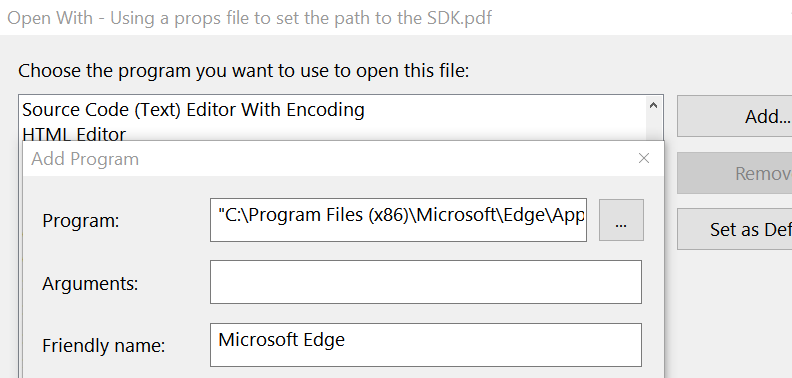 Open With - Using a props file to set the path to the SDK.pdf
Choose the program you want to use to open this file:
Source Code (Text) Editor With Encoding
HTML Editor
Add...
Remove
Set as Def
Add Program
Program:
"C:\Program Files (x86)\Microsoft\Edge\App
...
Arguments:
Friendly name:
Microsoft Edge